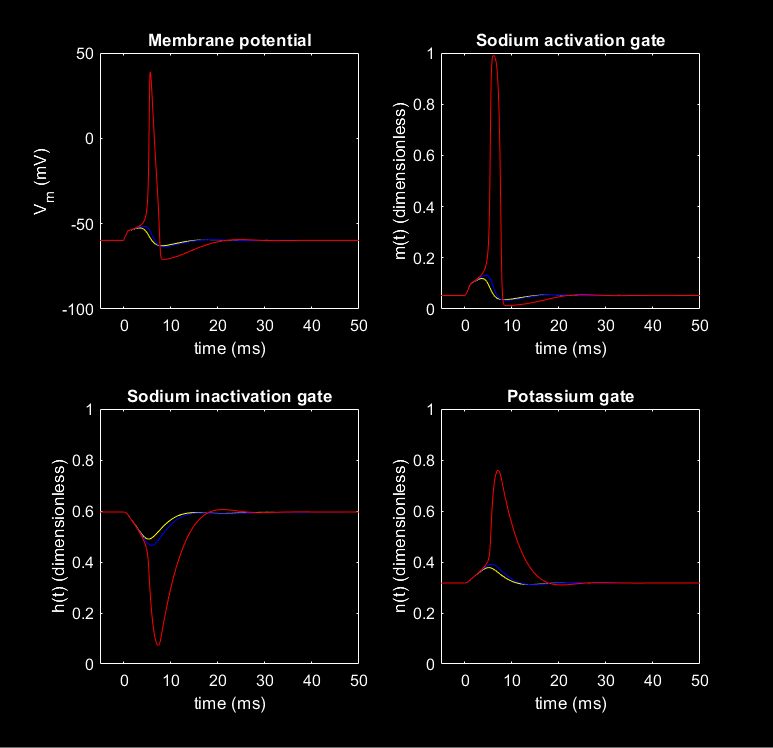 Membrane potential
50
0
-50
-100
V_m (mV)
0 10 20 30 40 50
time (ms)
Sodium activation gate
1
0.8
0.6
0.4
0.2
0
m(t) (dimensionless)
0 10 20 30 40 50
time (ms)
Sodium inactivation gate
1
0.8
0.6
0.4
0.2
0
h(t) (dimensionless)
0 10 20 30 40 50
time (ms)
Potassium gate
1
0.8
0.6
0.4
0.2
0
n(t) (dimensionless)
0 10 20 30 40 50
time (ms)